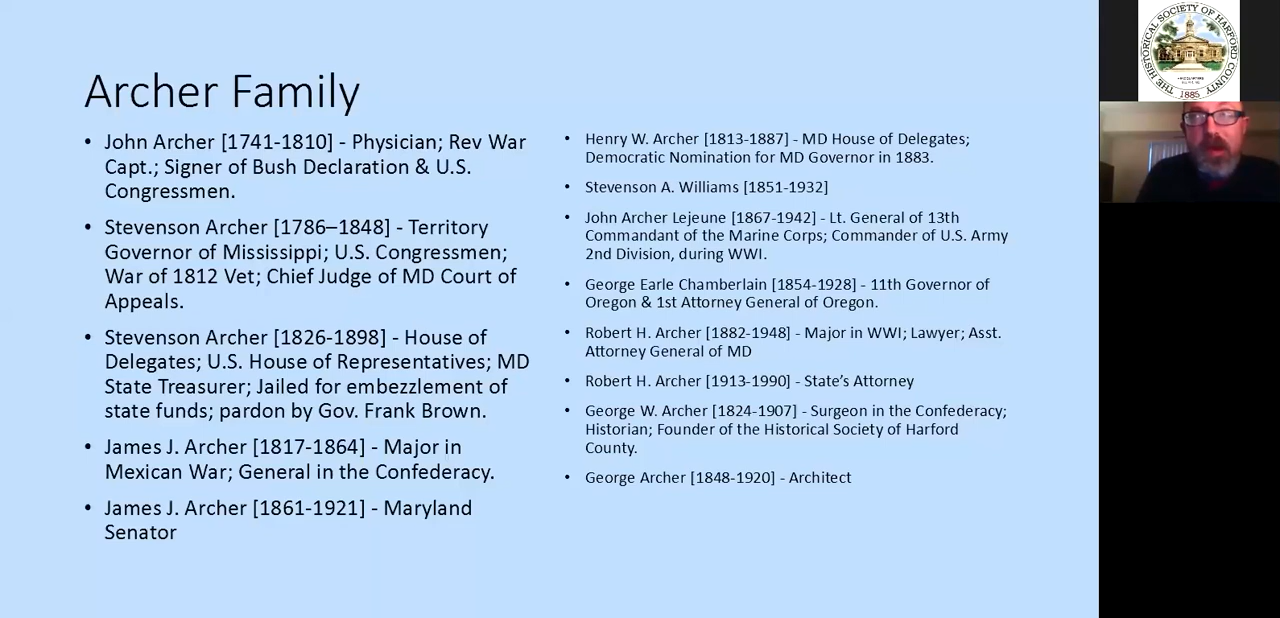 Archer Family
• John Archer [1741-1810] - Physician; Rev War
Capt.; Signer of Bush Declaration & U.S.
Congressmen.
• Stevenson Archer [1786–1848] - Territory
Governor of Mississippi; U.S. Congressmen;
War of 1812 Vet; Chief Judge of MD Court of
Appeals.
• Stevenson Archer [1826-1898] - House of
Delegates; U.S. House of Representatives; MD
State Treasurer; Jailed for embezzlement of
state funds; pardon by Gov. Frank Brown.
• James J. Archer [1817-1864] - Major in
Mexican War; General in the Confederacy.
• James J. Archer [1861-1921] - Maryland
Senator
• Henry W. Archer [1813-1887] - MD House of Delegates;
Democratic Nomination for MD Governor in 1883.
• Stevenson A. Williams [1851-1932]
• John Archer Lejeune [1867-1942] - Lt. General of 13th
Commandant of the Marine Corps; Commander of U.S. Army
2nd Division, during WWI.
• George Earle Chamberlain [1854-1928] - 11th Governor of
Oregon & 1st Attorney General of Oregon.
• Robert H. Archer [1882-1948] - Major in WWI; Lawyer; Asst.
Attorney General of MD
• Robert H. Archer [1913-1990] - State’s Attorney
• George W. Archer [1824-1907] - Surgeon in the Confederacy;
Historian; Founder of the Historical Society of Harford
County.
• George Archer [1848-1920] - Architect
THE HISTORICAL SOCIETY OF HARFORD COUNTY
1885